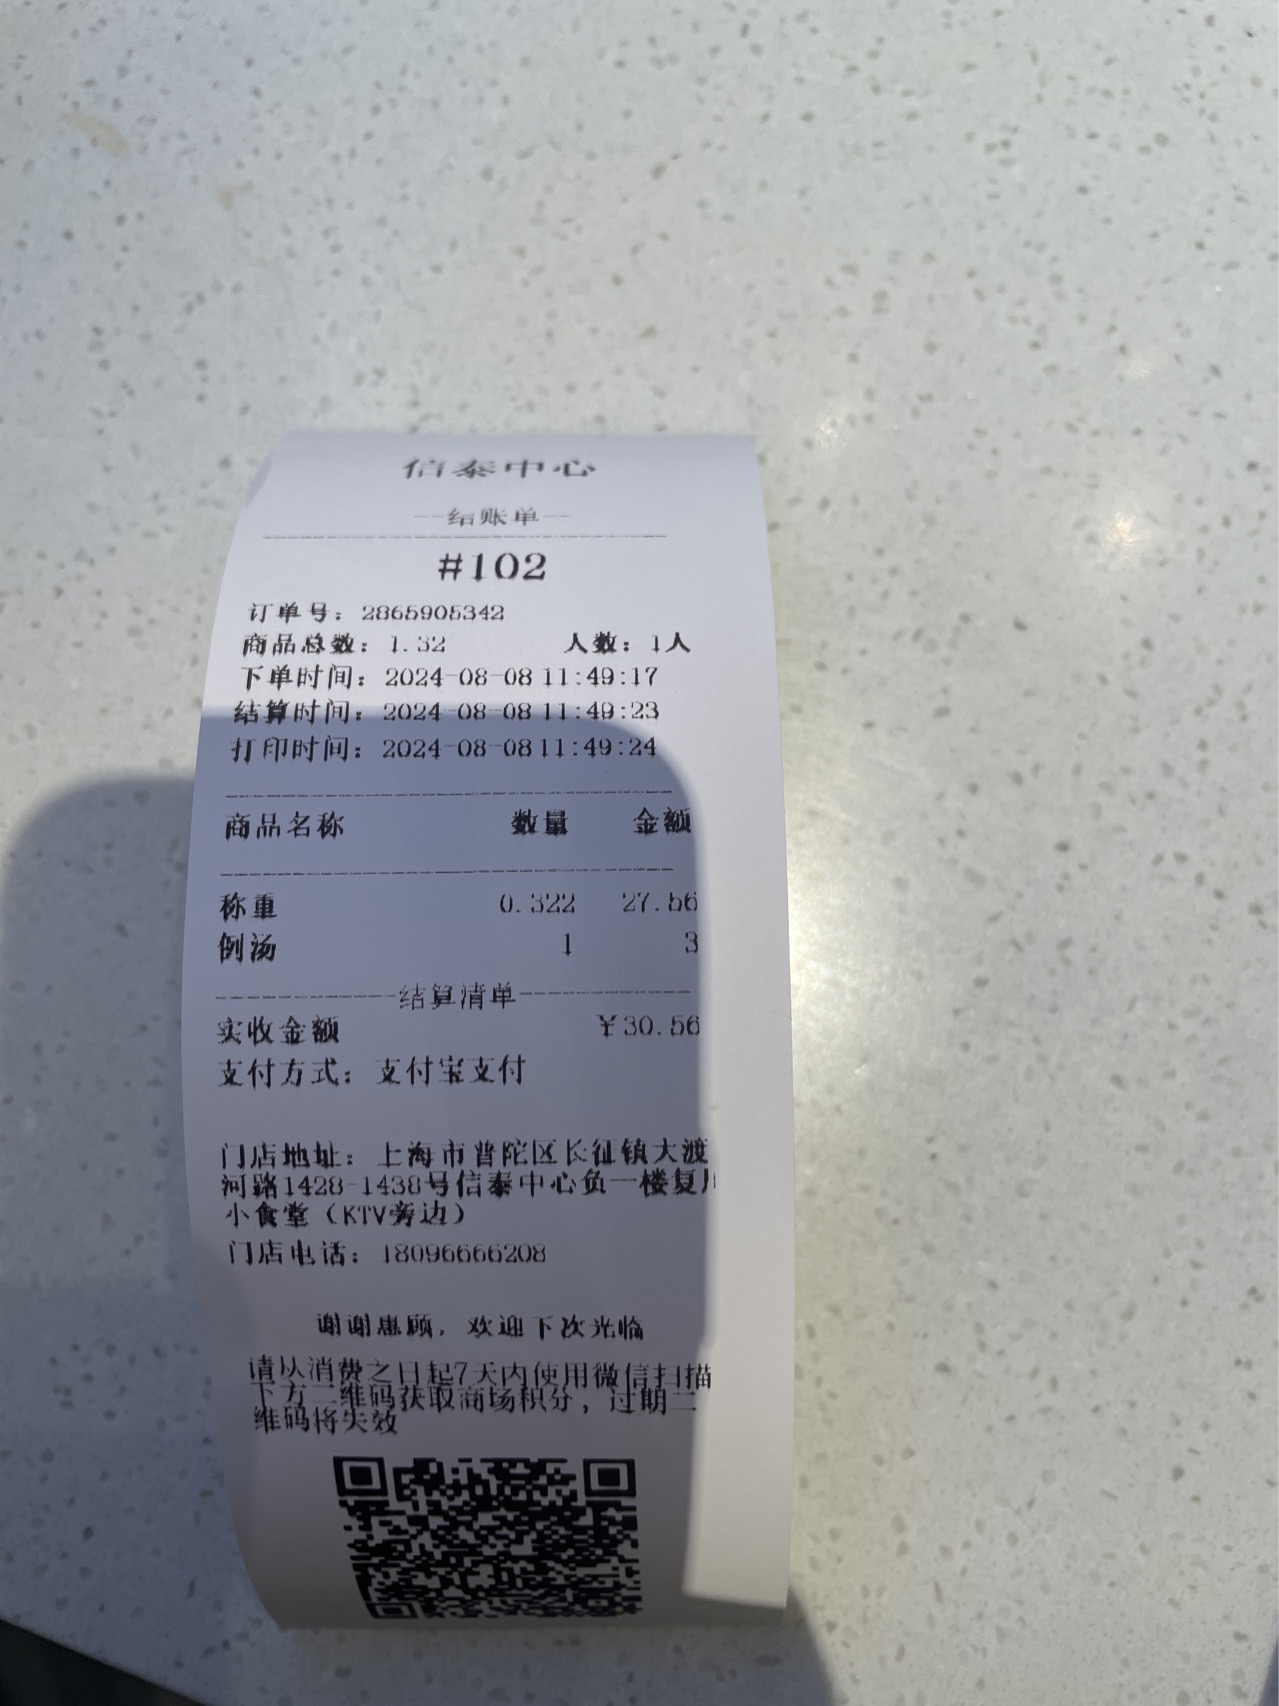 信泰中心
--结账单--
#102
订单号：2865905342
商品总数：1.32 人数：1人
下单时间：2024-08-08 11:49:17
结算时间：2024-08-08 11:49:23
打印时间：2024-08-08 11:49:24
商品名称 数量 金额
称重 0.322 27.56
例汤 1 3
结算清单
实收金额 ¥30.56
支付方式：支付宝支付
门店地址：上海市普陀区长征镇大渡
河路1428-1438号信泰中心负一楼复
小食堂（KTV旁边）
门店电话：18096666208
谢谢惠顾，欢迎下次光临
请从消费之日起7天内使用微信扫描
下方二维码获取商场积分，过期二
维码将失效